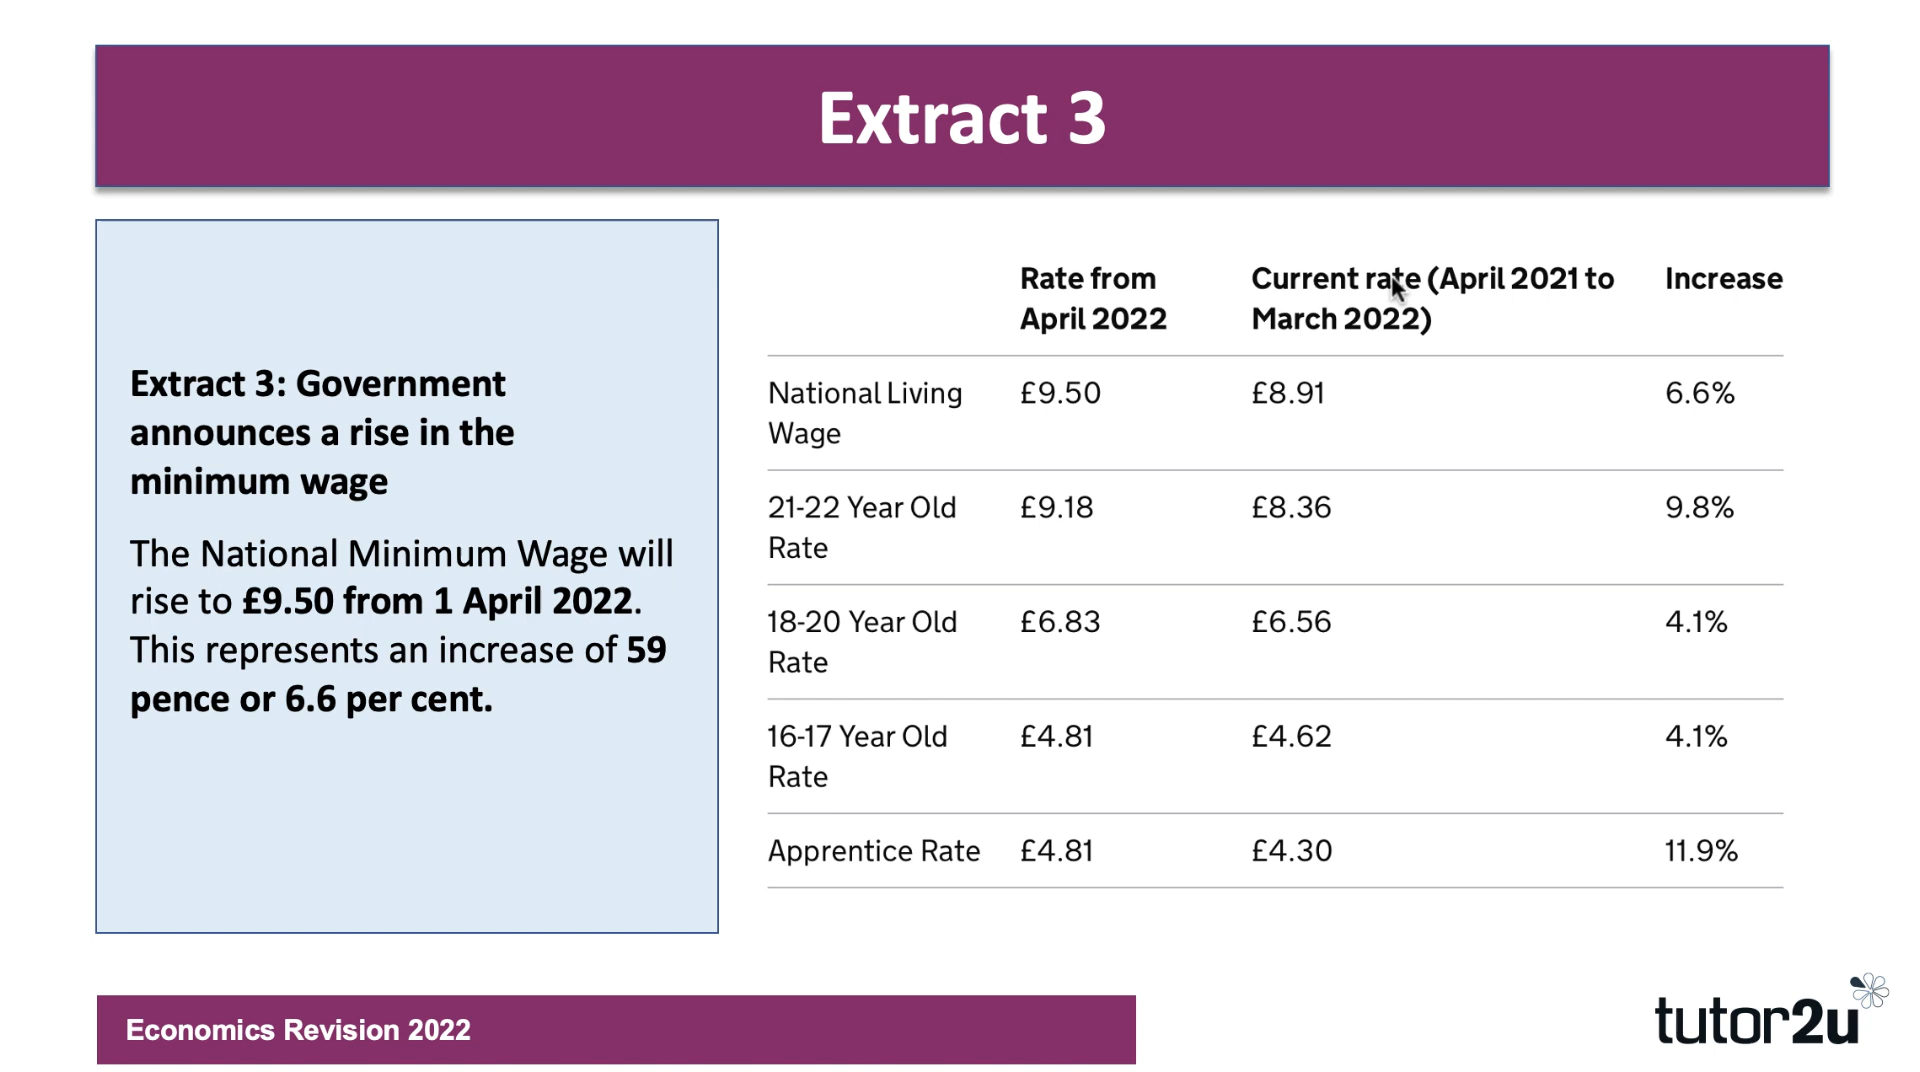 Extract 3
Extract 3: Government
announces a rise in the
minimum wage
The National Minimum Wage will
rise to £9.50 from 1 April 2022.
This represents an increase of 59
pence or 6.6 per cent.
Rate from Current rate (April 2021 to Increase
April 2022 March 2022)
National Living £9.50 £8.91 6.6%
Wage
21-22 Year Old £9.18 £8.36 9.8%
Rate
18-20 Year Old £6.83 £6.56 4.1%
Rate
16-17 Year Old £4.81 £4.62 4.1%
Rate
Apprentice Rate £4.81 £4.30 11.9%
Economics Revision 2022
tutor2u